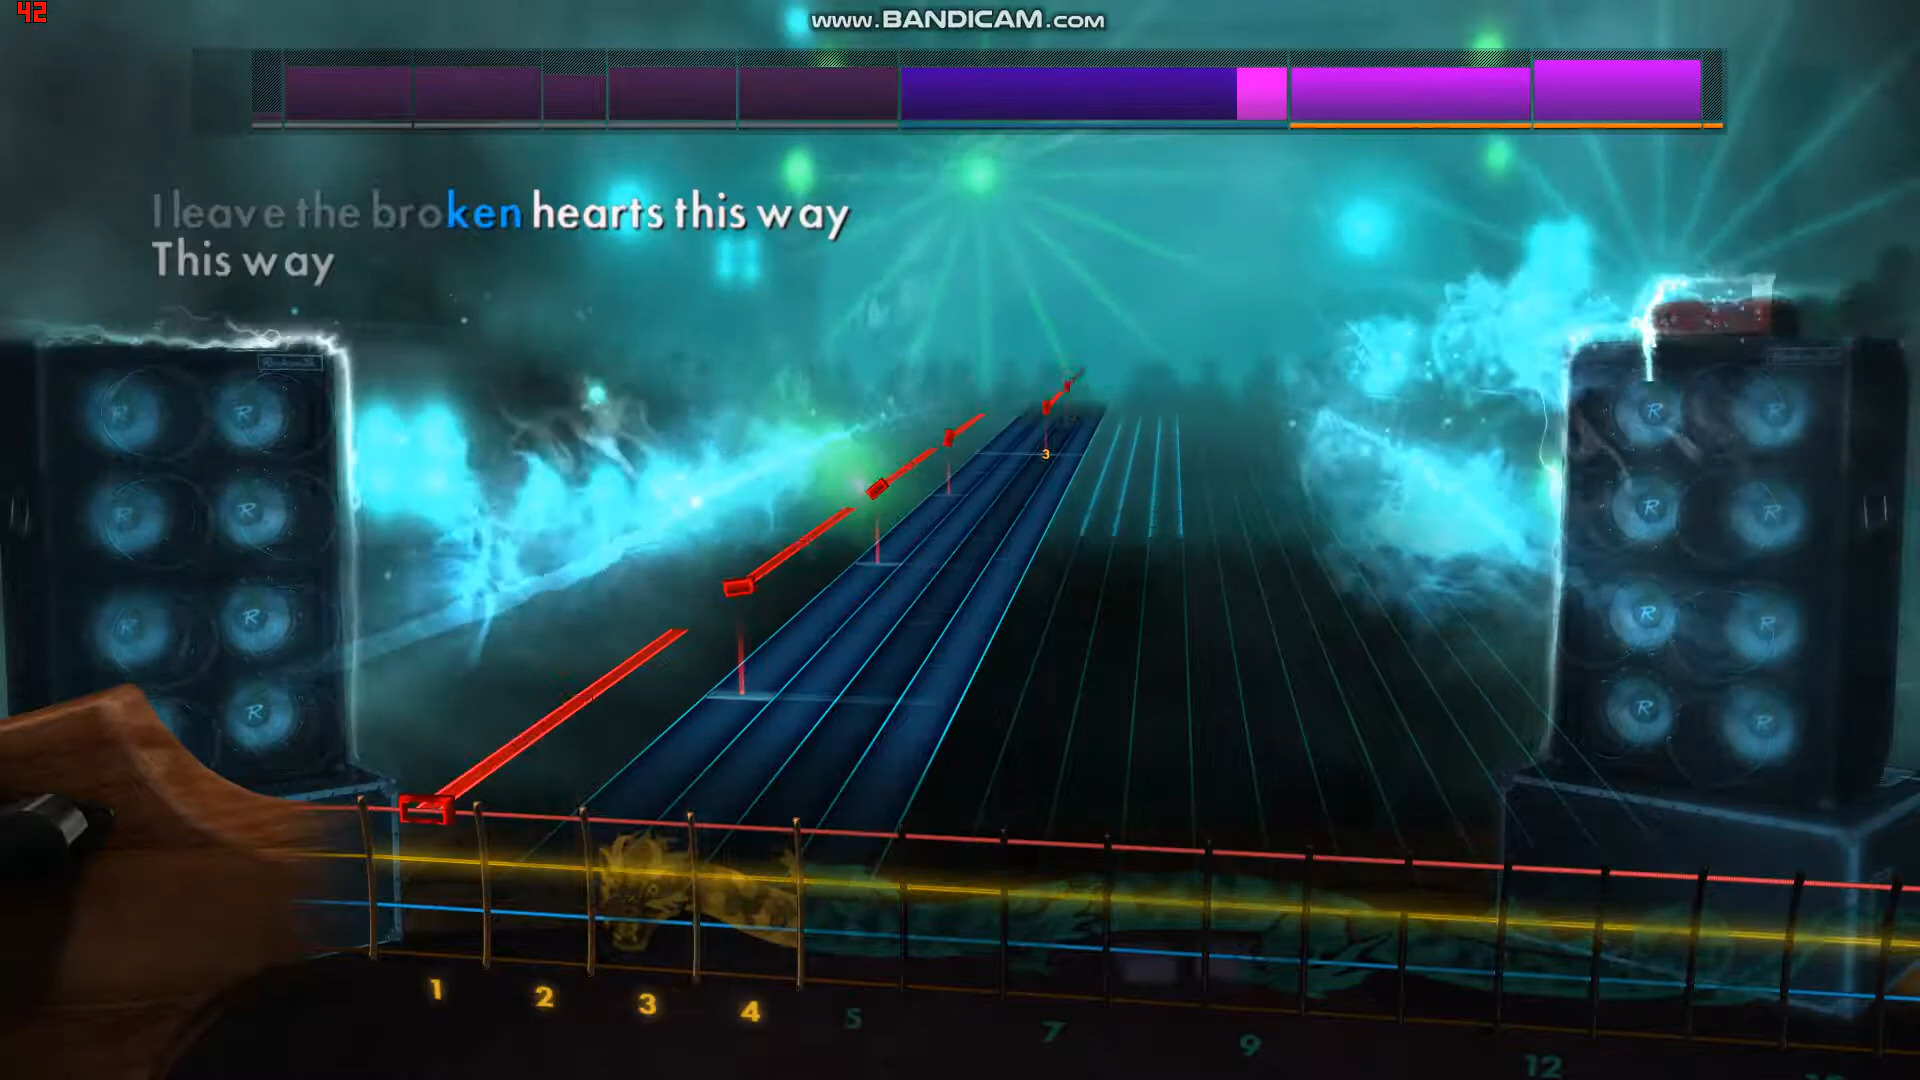 42
www.BANDICAM.com
I leave the broken hearts this way
This way
3
R R R R
R R R R
R R R R
R R R
1 2 3 4 5 7 9 12